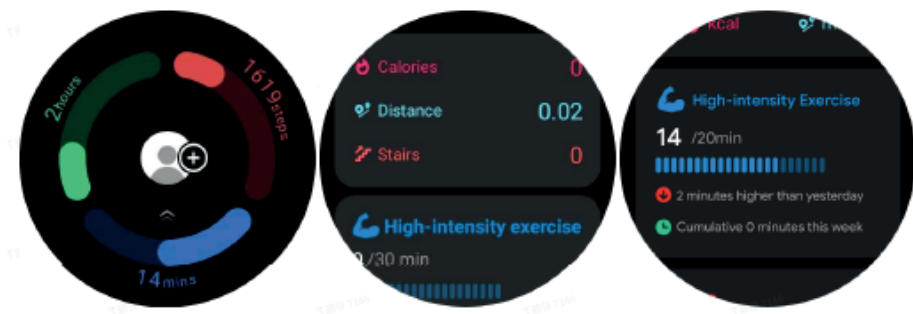 2hours
1619steps
14mins
Calories 0
Distance 0.02
Stairs 0
High-intensity exercise
/30 min
kcal
High-intensity Exercise
14 /20min
2 minutes higher than yesterday
Cumulative 0 minutes this week